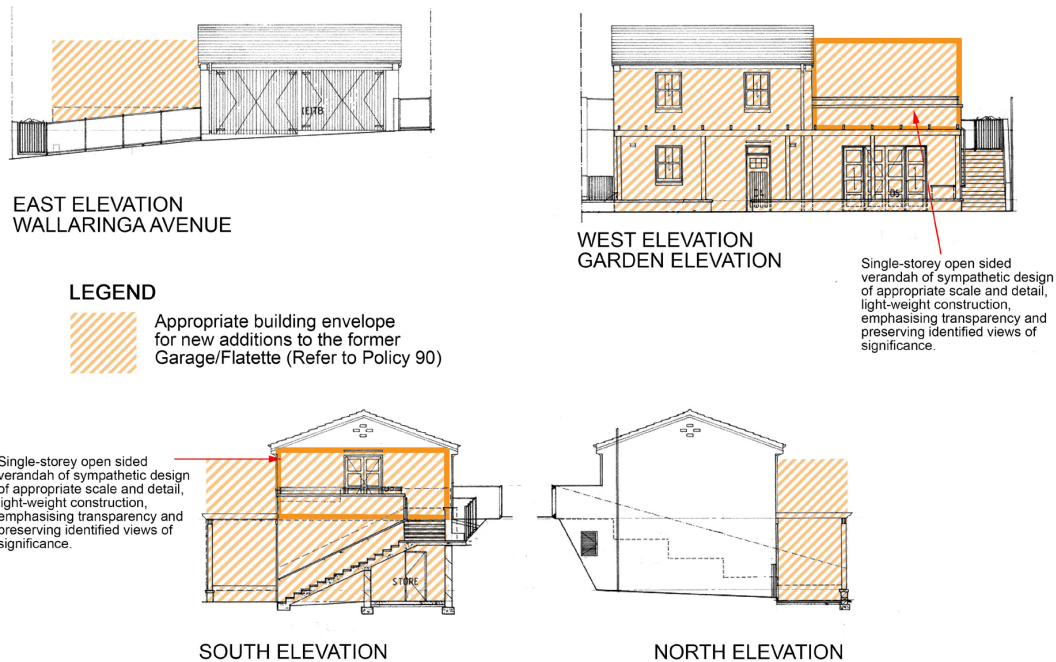 (E)TB
EAST ELEVATION
WALLARINGA AVENUE
D4
D5
WEST ELEVATION
GARDEN ELEVATION
Single-storey open sided
verandah of sympathetic design
of appropriate scale and detail,
light-weight construction,
emphasising transparency and
preserving identified views of
significance.
LEGEND
Appropriate building envelope
for new additions to the former
Garage/Flatette (Refer to Policy 90)
Single-storey open sided
verandah of sympathetic design
of appropriate scale and detail,
light-weight construction,
emphasising transparency and
preserving identified views of
significance.
STORE
SOUTH ELEVATION
NORTH ELEVATION